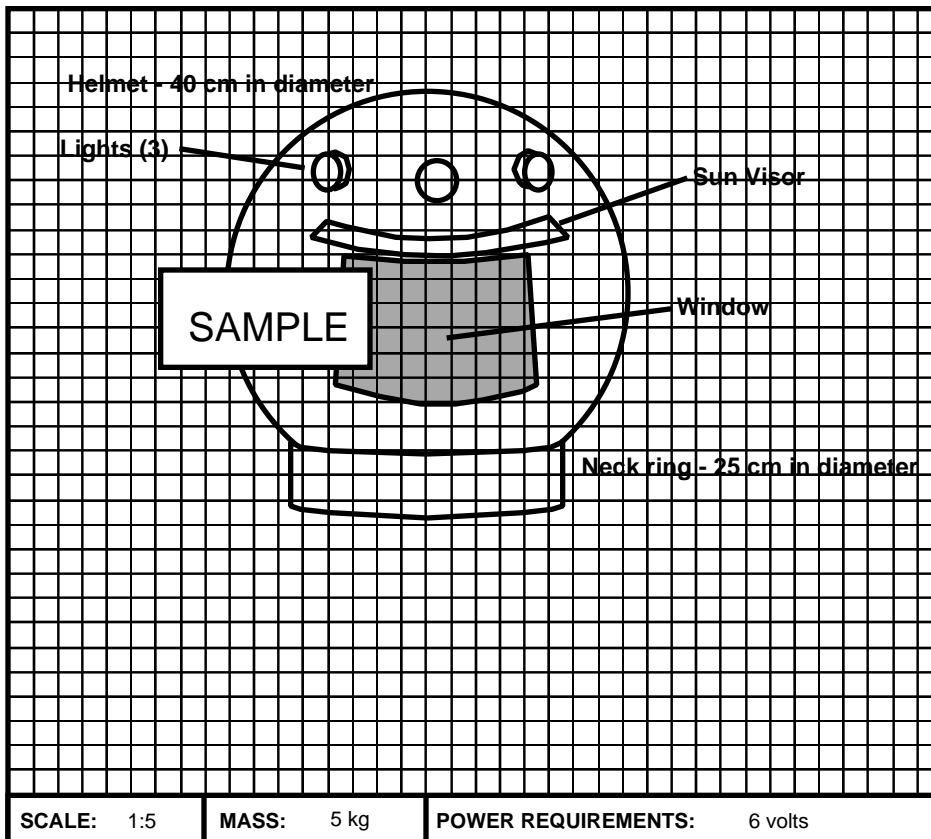 Helmet - 40 cm in diameter
Lights (3)
Sun Visor
SAMPLE
Window
Neck ring - 25 cm in diameter
SCALE: 1:5 MASS: 5 kg POWER REQUIREMENTS: 6 volts